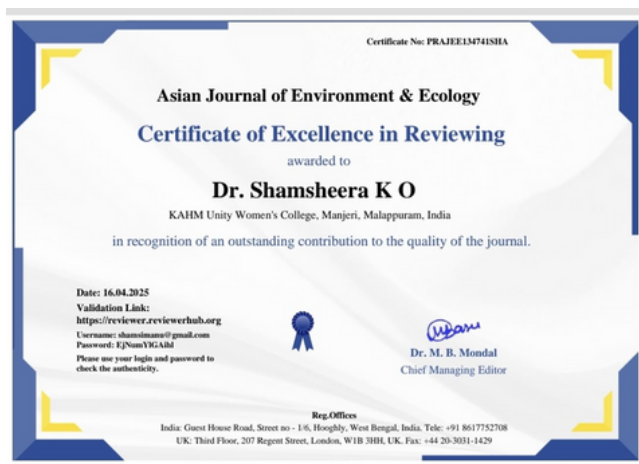 Certificate No: PRAJEE134741SHA
Asian Journal of Environment & Ecology
Certificate of Excellence in Reviewing
awarded to
Dr. Shamsheera K O
KAHM Unity Women's College, Manjeri, Malappuram, India
in recognition of an outstanding contribution to the quality of the journal.
Date: 16.04.2025
Validation Link:
https://reviewer.reviewerhub.org
Username: shamsimanu@gmail.com
Password: EjNumYlGAihl
Please use your login and password to
check the authenticity.
Dr. M. B. Mondal
Chief Managing Editor
Reg.Offices
India: Guest House Road, Street no - 1/6, Hooghly, West Bengal, India. Tele: +91 8617752708
UK: Third Floor, 207 Regent Street, London, W1B 3HH, UK. Fax: +44 20-3031-1429